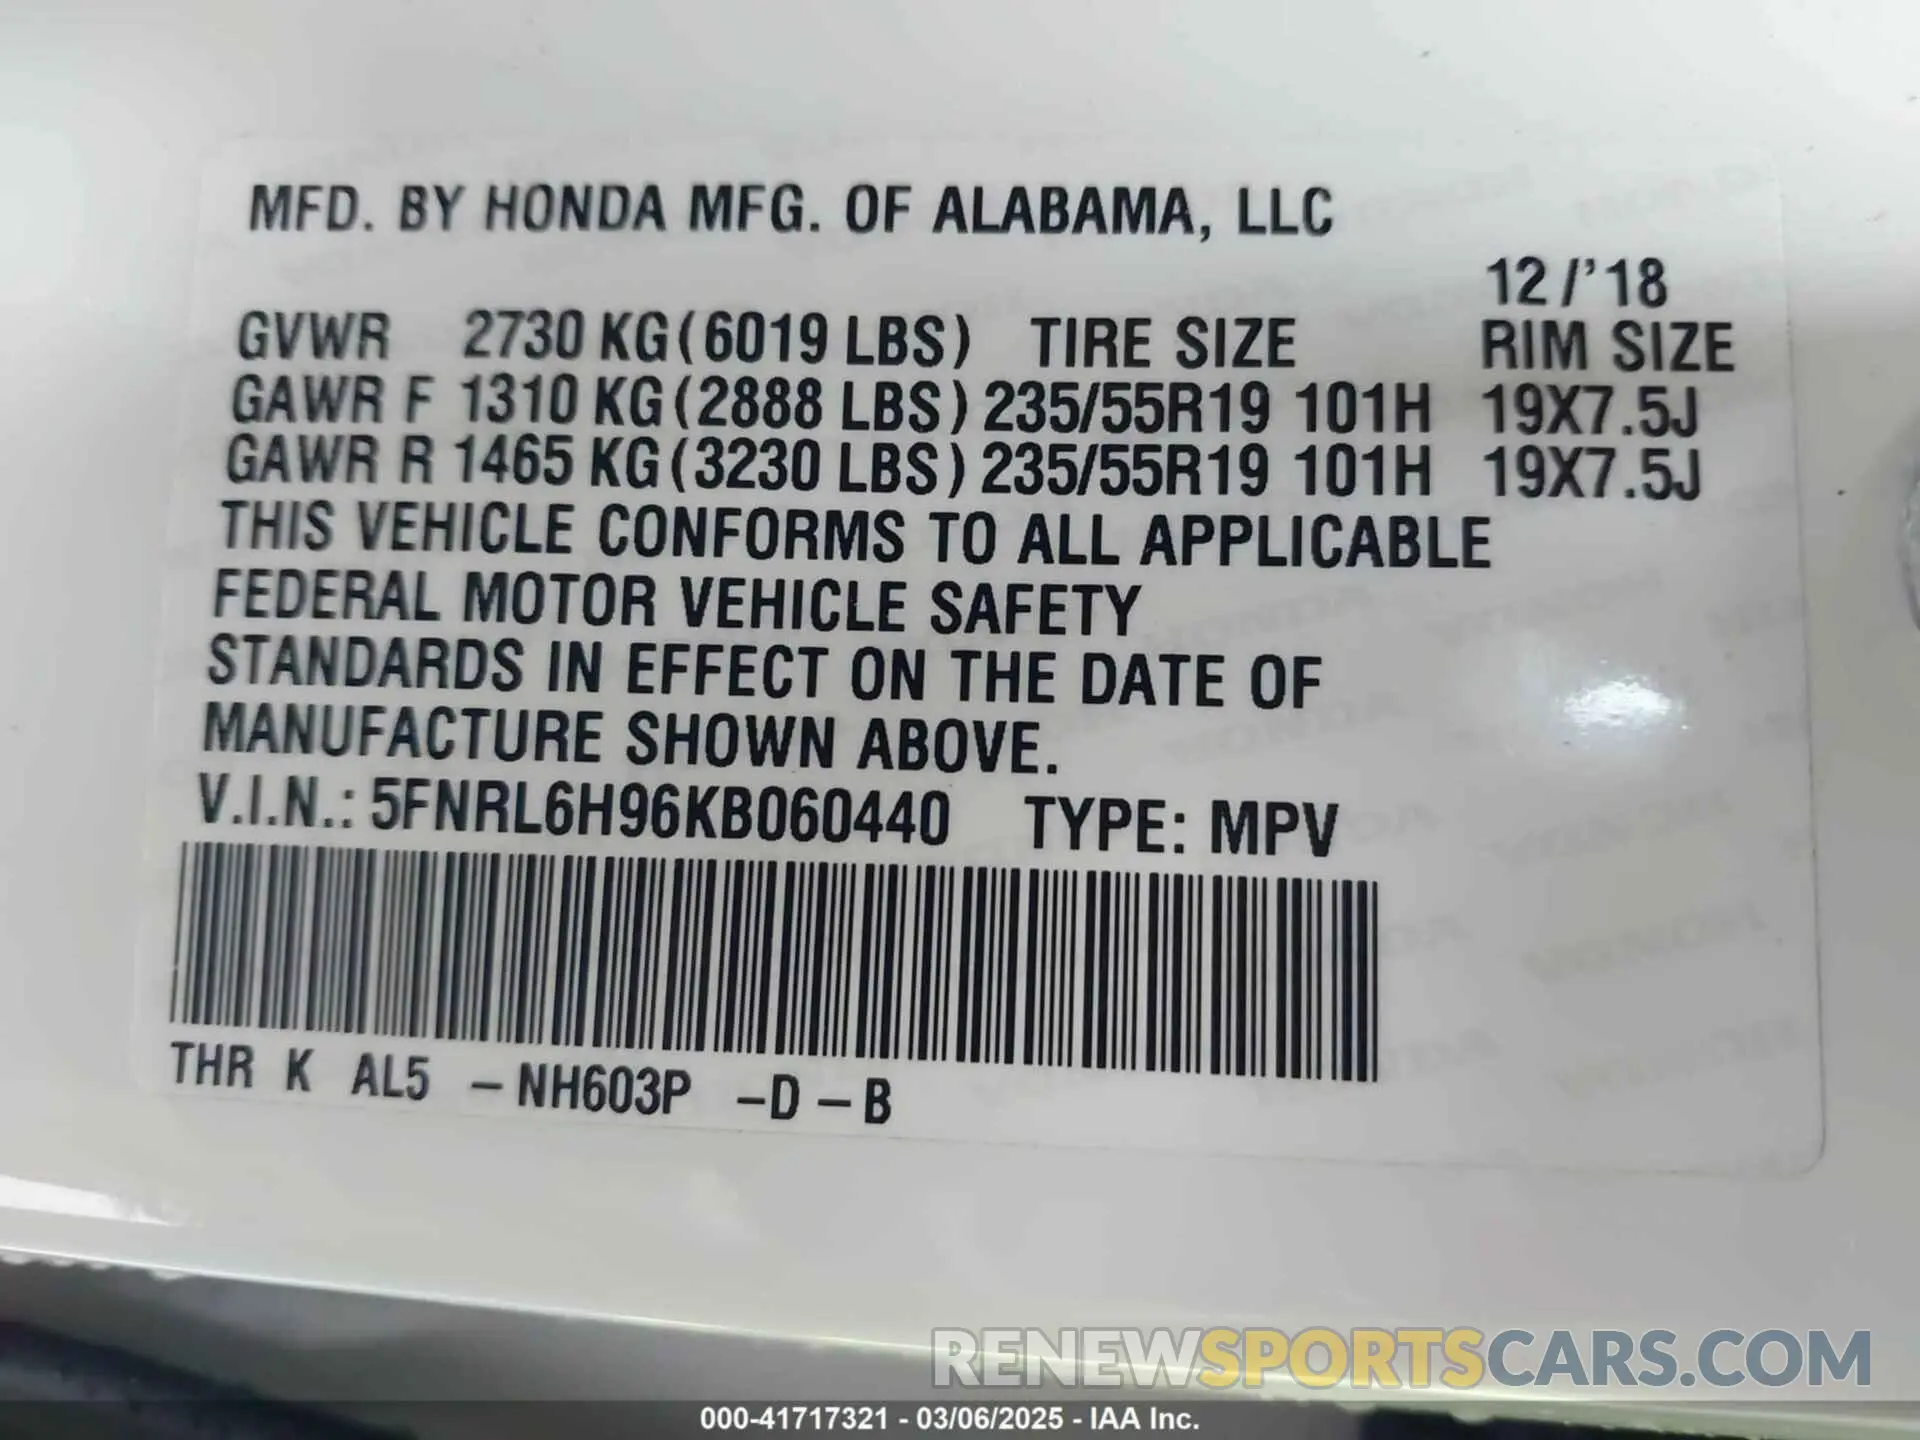 MFD. BY HONDA MFG. OF ALABAMA, LLC
12/'18
GVWR 2730 KG(6019 LBS) TIRE SIZE RIM SIZE
GAWR F 1310 KG(2888 LBS) 235/55R19 101H 19X7.5J
GAWR R 1465 KG(3230 LBS) 235/55R19 101H 19X7.5J
THIS VEHICLE CONFORMS TO ALL APPLICABLE
FEDERAL MOTOR VEHICLE SAFETY
STANDARDS IN EFFECT ON THE DATE OF
MANUFACTURE SHOWN ABOVE.
V.I.N.: 5FNRL6H96KB060440 TYPE: MPV
THR K AL5 -NH603P -D-B
RENEWSPORTSCARS.COM
000-41717321 - 03/06/2025 - IAA Inc.